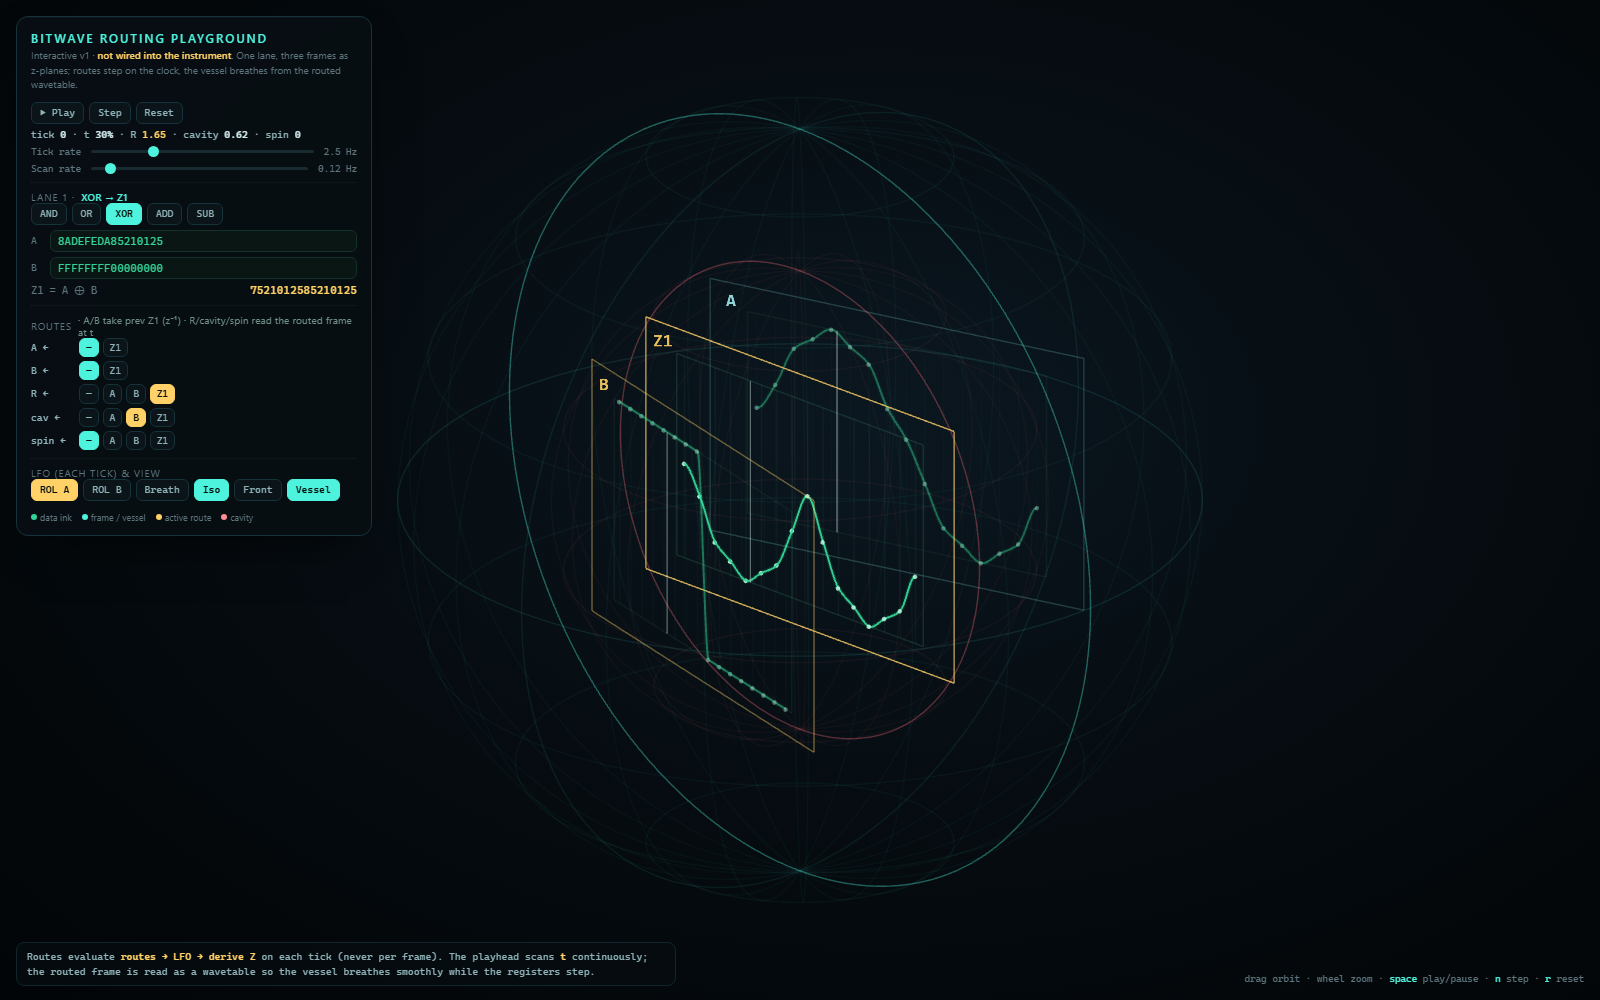 BITWAVE ROUTING PLAYGROUND
Interactive v1 · not wired into the instrument. One lane, three frames as
z-planes; routes step on the clock, the vessel breathes from the routed
wavetable.
▶ Play Step Reset
tick 0 · t 30% · R 1.65 · cavity 0.62 · spin 0
Tick rate 2.5 Hz
Scan rate 0.12 Hz
LANE 1 · XOR → Z1
AND OR XOR ADD SUB
A 8ADEFEDA85210125
B FFFFFFFF00000000
Z1 = A ⊕ B 7521012585210125
ROUTES · A/B take prev Z1 (z⁻¹) · R/cavity/spin read the routed frame
at t
A ← — Z1
B ← — Z1
R ← — A B Z1
cav ← — A B Z1
spin ← — A B Z1
LFO (EACH TICK) & VIEW
ROL A ROL B Breath Iso Front Vessel
data ink frame / vessel active route cavity
A
Z1
B
Routes evaluate routes → LFO → derive Z on each tick (never per frame). The playhead scans t continuously;
the routed frame is read as a wavetable so the vessel breathes smoothly while the registers step.
drag orbit · wheel zoom · space play/pause · n step · r reset